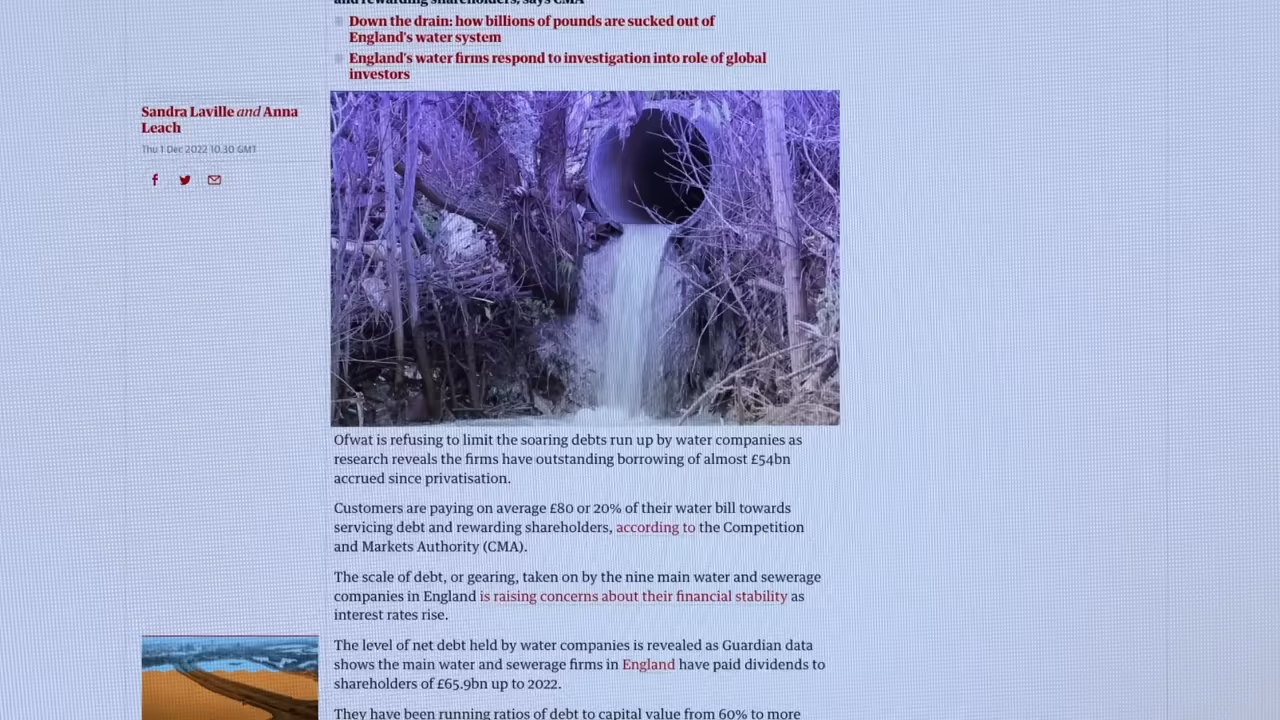 and rewarding shareholders, says CMA
Down the drain: how billions of pounds are sucked out of
England's water system
England's water firms respond to investigation into role of global
investors
Sandra Laville and Anna
Leach
Thu 1 Dec 2022 10.30 GMT
Ofwat is refusing to limit the soaring debts run up by water companies as
research reveals the firms have outstanding borrowing of almost £54bn
accrued since privatisation.
Customers are paying on average £80 or 20% of their water bill towards
servicing debt and rewarding shareholders, according to the Competition
and Markets Authority (CMA).
The scale of debt, or gearing, taken on by the nine main water and sewerage
companies in England is raising concerns about their financial stability as
interest rates rise.
The level of net debt held by water companies is revealed as Guardian data
shows the main water and sewerage firms in England have paid dividends to
shareholders of £65.9bn up to 2022.
They have been running ratios of debt to capital value from 60% to more